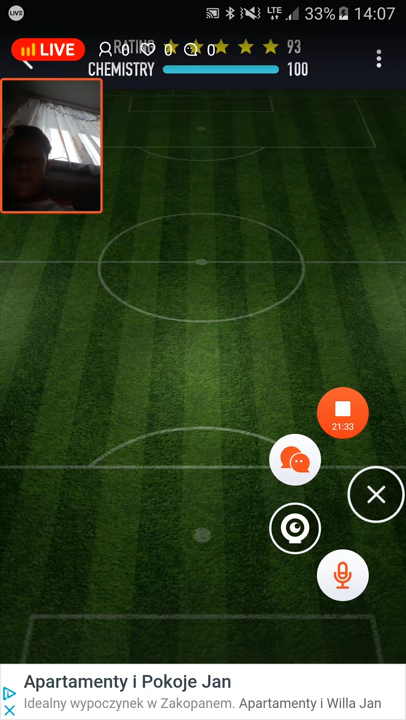 LIVE
LTE 33% 14:07
LIVE 0 0 0
RATING 93
CHEMISTRY 100
21:33
Apartamenty i Pokoje Jan
Idealny wypoczynek w Zakopanem. Apartamenty i Willa Jan